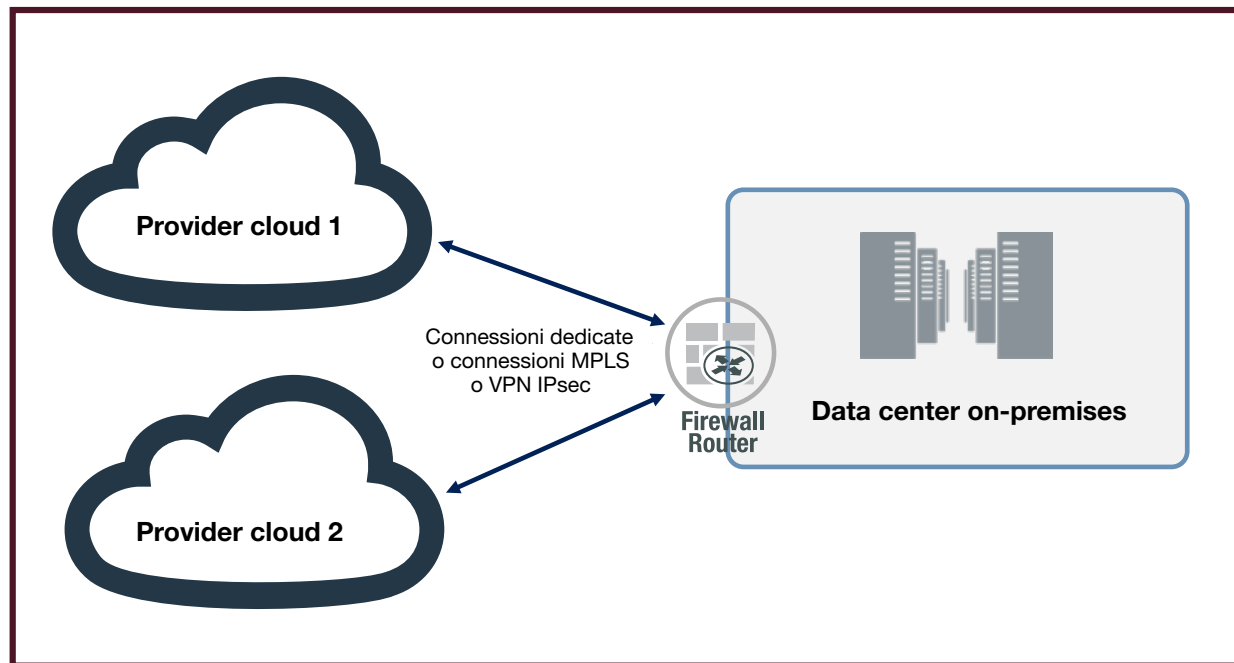 Provider cloud 1
Connessioni dedicate
o connessioni MPLS
o VPN IPsec
Provider cloud 2
Firewall
Router
Data center on-premises